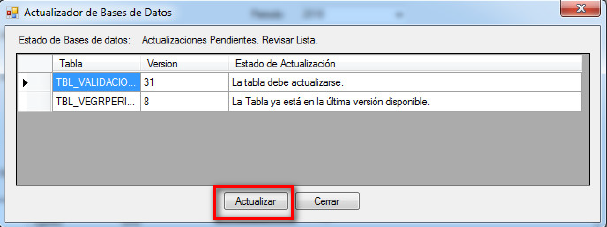 Actualizador de Bases de Datos
Estado de Bases de datos: Actualizaciones Pendientes. Revisar Lista.
Tabla Version Estado de Actualización
TBL_VALIDACIO... 31 La tabla debe actualizarse.
TBL_VEGRPERI... 8 La Tabla ya está en la última versión disponible.
Actualizar Cerrar